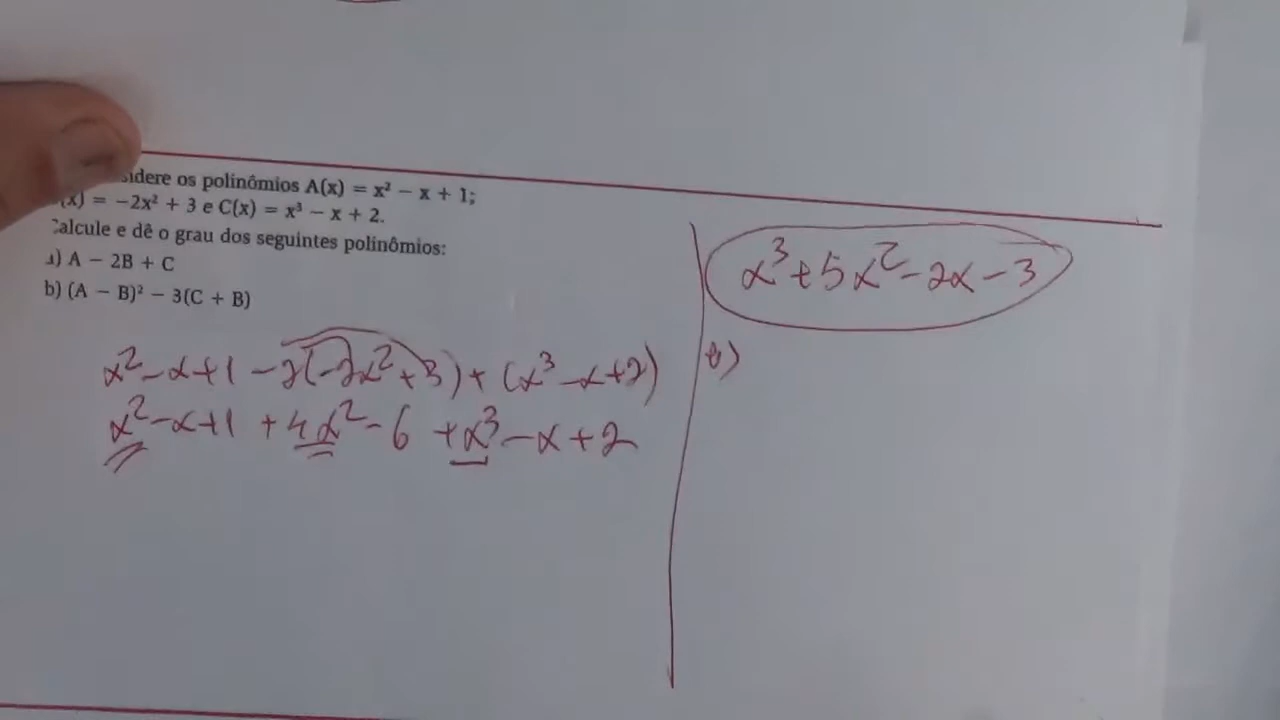 sidere os polinômios A(x) = x² − x + 1;
(x) = −2x² + 3 e C(x) = x³ − x + 2.
Calcule e dê o grau dos seguintes polinômios:
a) A − 2B + C
b) (A − B)² − 3(C + B)
x² − x + 1 − 2(−2x² + 3) + (x³ − x + 2)
x² − x + 1 + 4x² − 6 + x³ − x + 2
x³ + 5x² − 2x − 3
b)